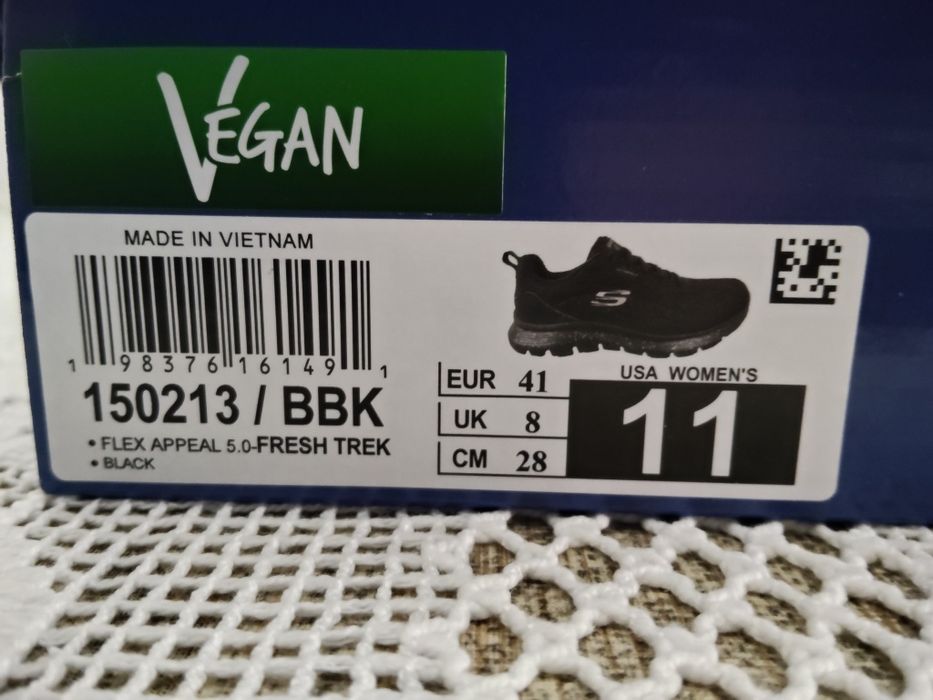 VEGAN
MADE IN VIETNAM
1 98376 16149 1
150213 / BBK
• FLEX APPEAL 5.0-FRESH TREK
• BLACK
S
EUR 41
UK 8
CM 28
USA WOMEN'S
11